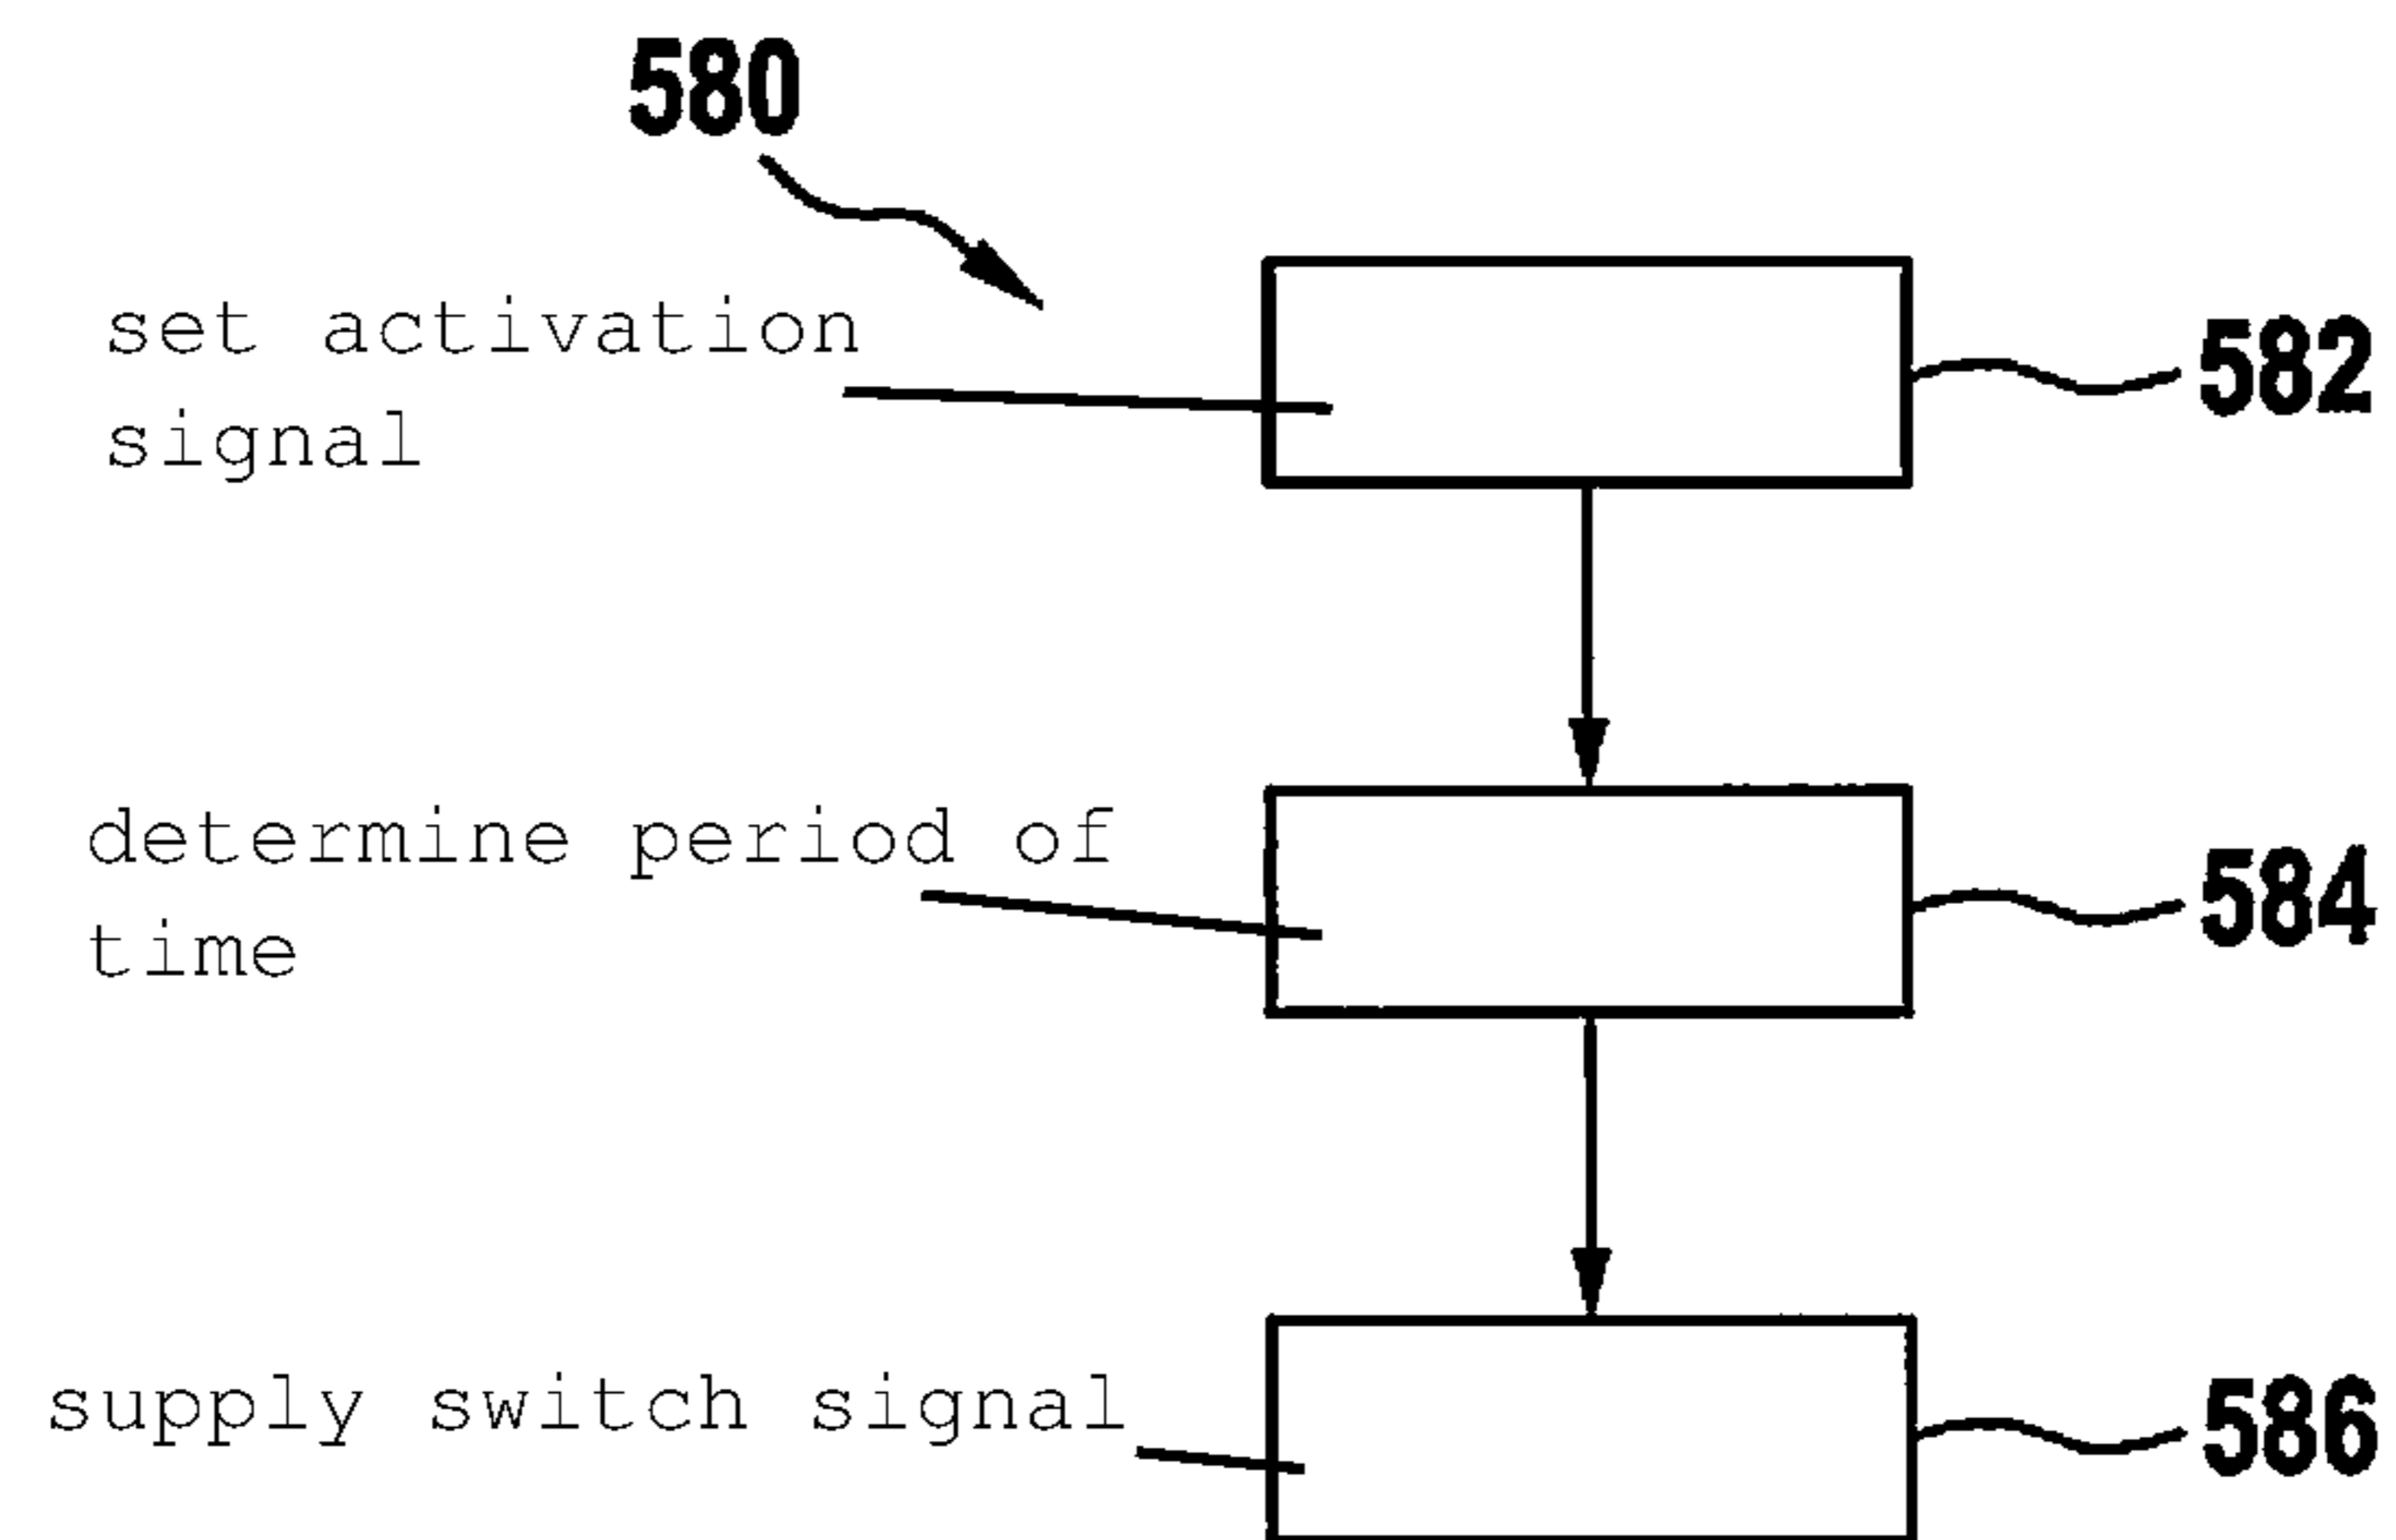 580
set activation
signal
582
determine period of
time
584
supply switch signal
586